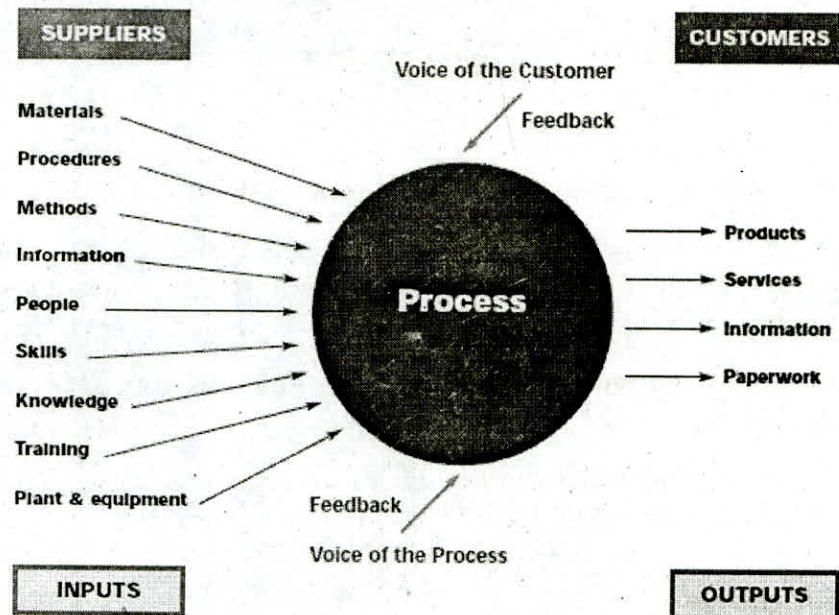 SUPPLIERS
CUSTOMERS
Voice of the Customer
Feedback
Materials
Procedures
Methods
Information
People
Skills
Knowledge
Training
Plant & equipment
Process
Products
Services
Information
Paperwork
Feedback
Voice of the Process
INPUTS
OUTPUTS